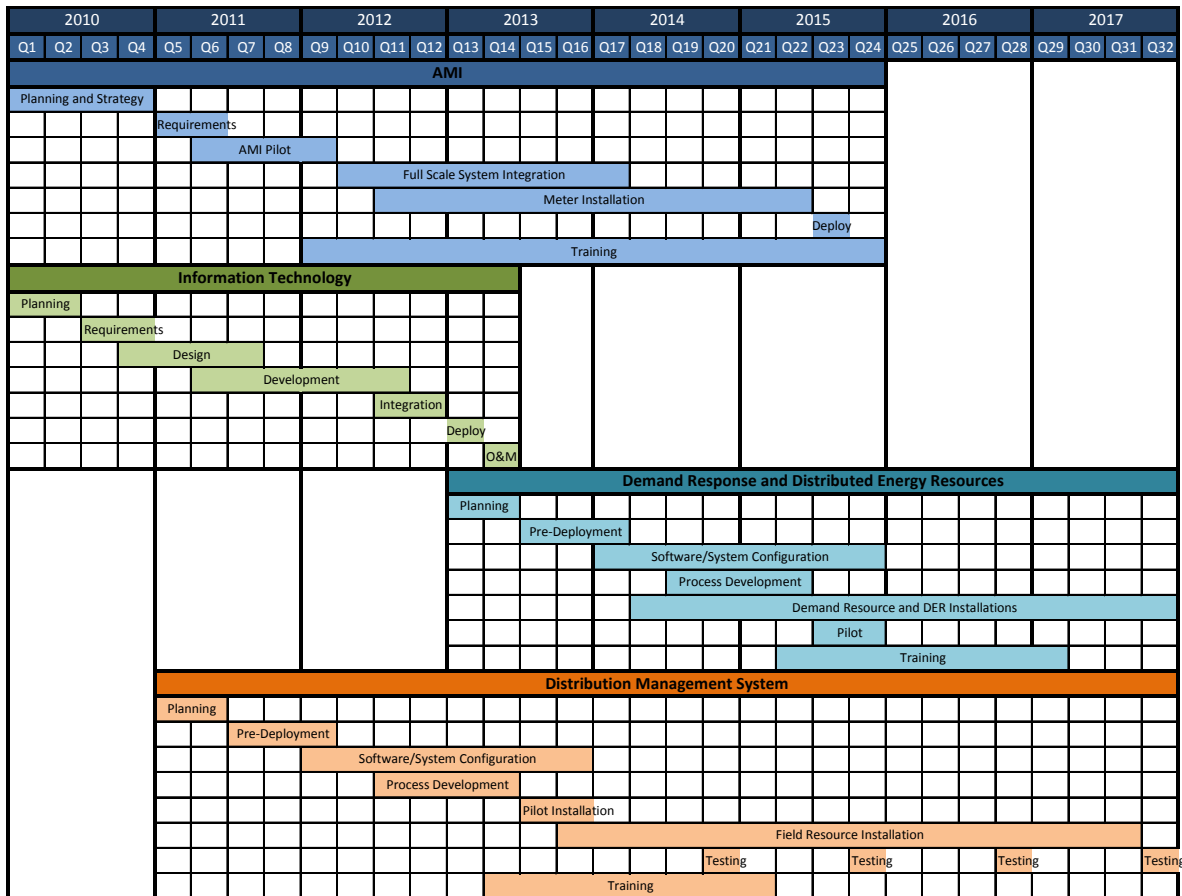 2010 2011 2012 2013 2014 2015 2016 2017
Q1 Q2 Q3 Q4 Q5 Q6 Q7 Q8 Q9 Q10 Q11 Q12 Q13 Q14 Q15 Q16 Q17 Q18 Q19 Q20 Q21 Q22 Q23 Q24 Q25 Q26 Q27 Q28 Q29 Q30 Q31 Q32
AMI
Planning and Strategy
Requirements
AMI Pilot
Full Scale System Integration
Meter Installation
Deploy
Training
Information Technology
Planning
Requirements
Design
Development
Integration
Deploy
O&M
Demand Response and Distributed Energy Resources
Planning
Pre-Deployment
Software/System Configuration
Process Development
Demand Resource and DER Installations
Pilot
Training
Distribution Management System
Planning
Pre-Deployment
Software/System Configuration
Process Development
Pilot Installation
Field Resource Installation
Testing Testing Testing Testing
Training